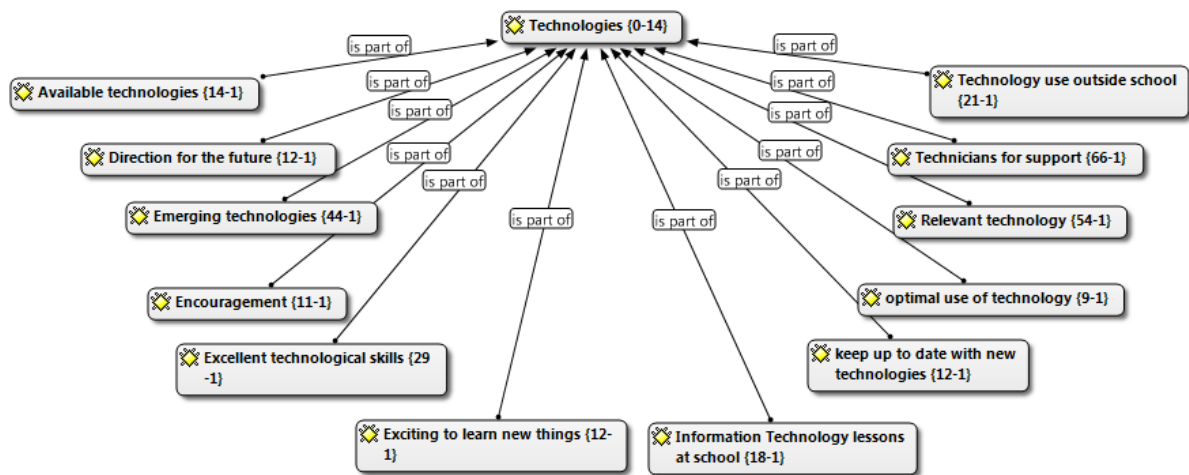 Technologies {0-14}
is part of
Available technologies {14-1}
is part of
Direction for the future {12-1}
is part of
Emerging technologies {44-1}
is part of
Encouragement {11-1}
is part of
Excellent technological skills {29
-1}
is part of
Exciting to learn new things {12-
1}
is part of
Information Technology lessons
at school {18-1}
is part of
keep up to date with new
technologies {12-1}
is part of
optimal use of technology {9-1}
is part of
Relevant technology {54-1}
is part of
Technicians for support {66-1}
is part of
Technology use outside school
{21-1}